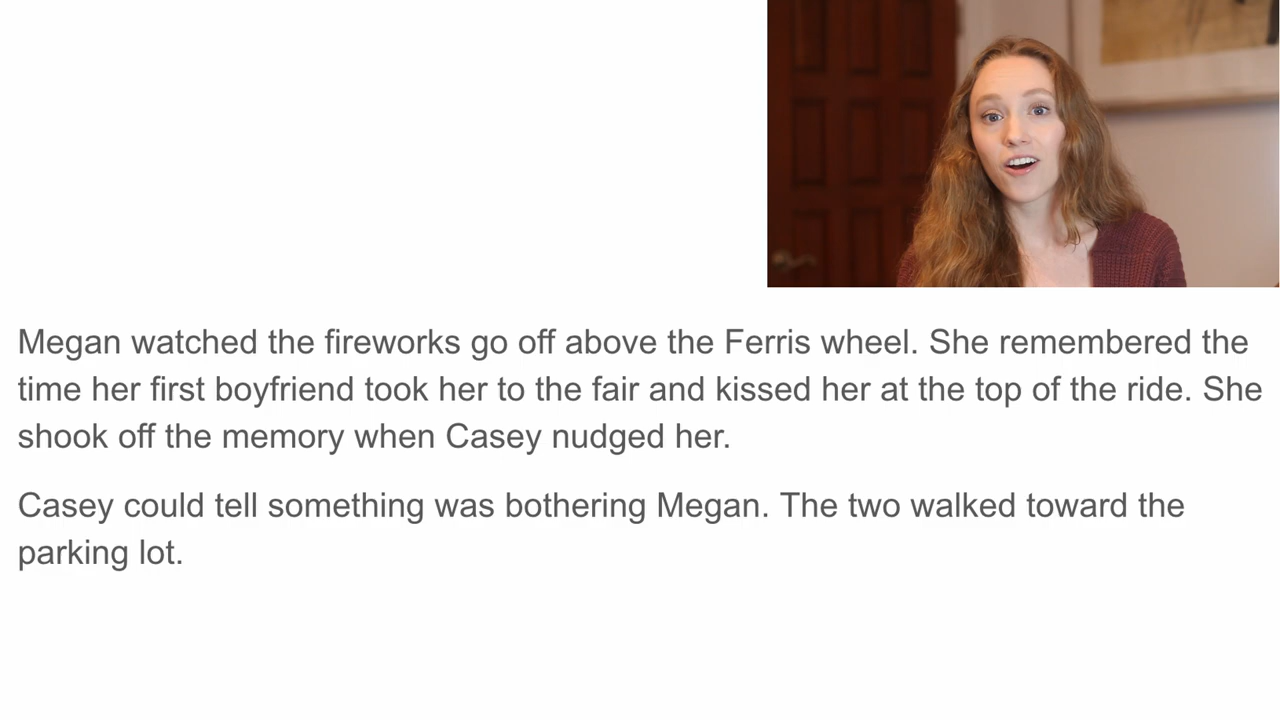 Megan watched the fireworks go off above the Ferris wheel. She remembered the
time her first boyfriend took her to the fair and kissed her at the top of the ride. She
shook off the memory when Casey nudged her.
Casey could tell something was bothering Megan. The two walked toward the
parking lot.